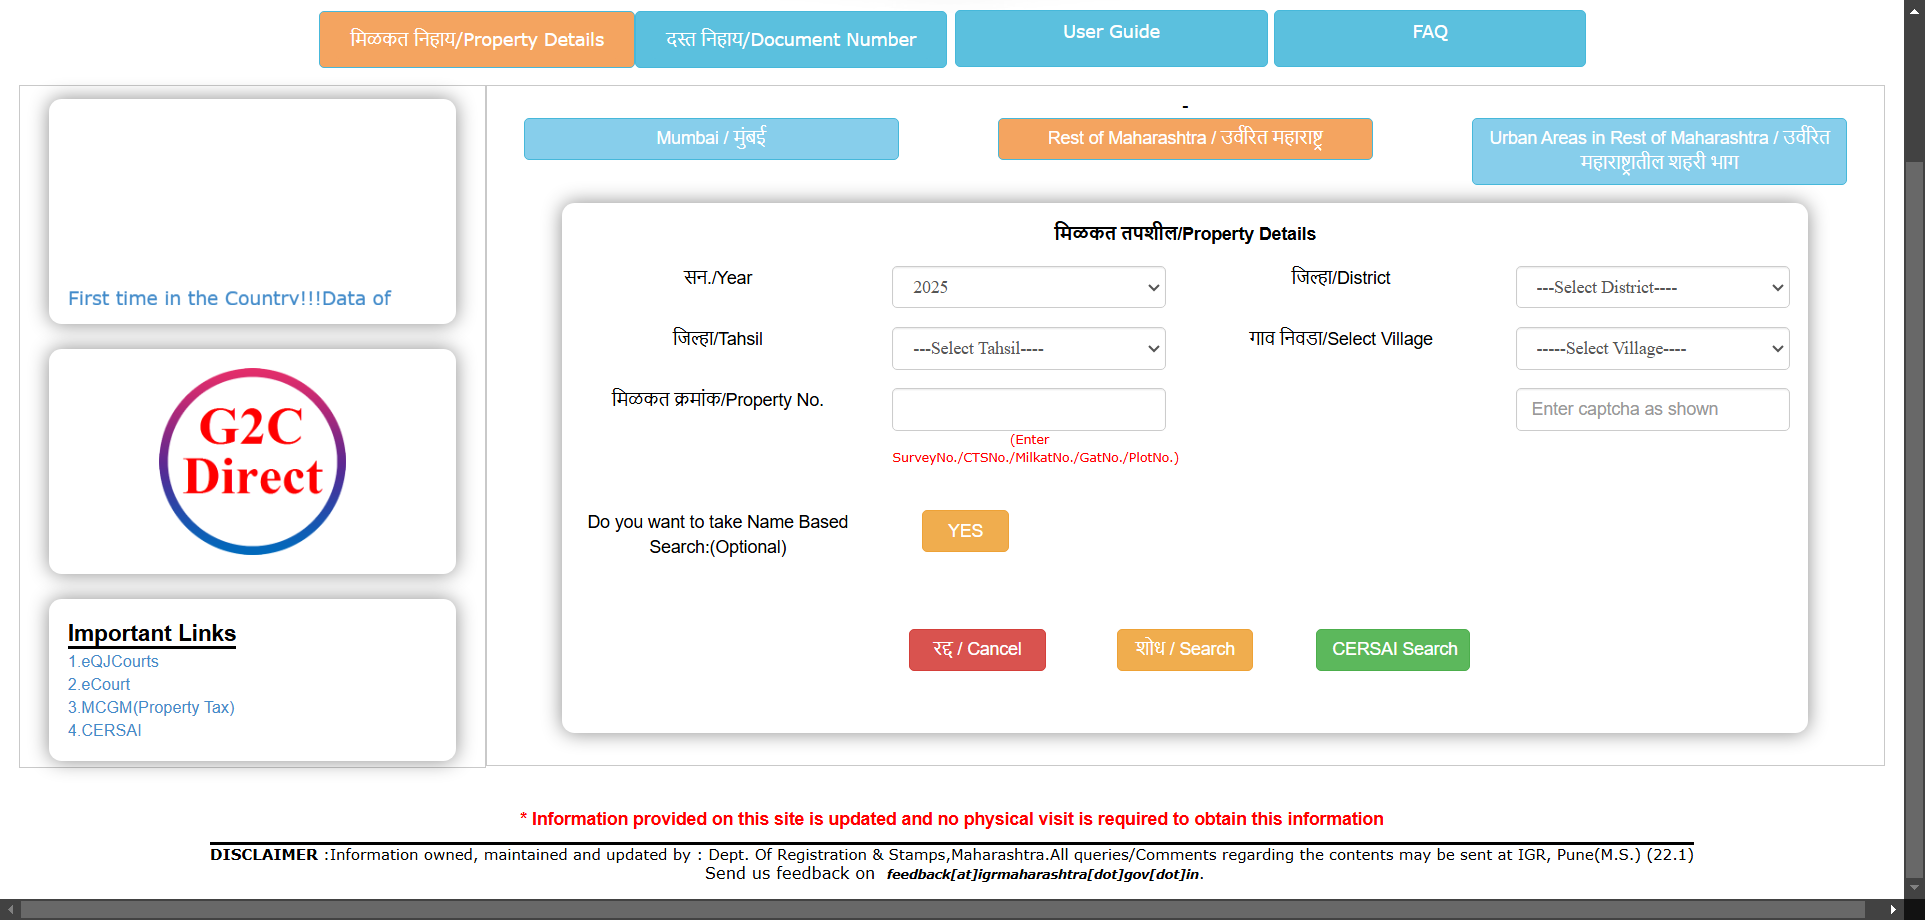 मिळकत निहाय/Property Details
दस्त निहाय/Document Number
User Guide
FAQ
First time in the Country!!!Data of
G2C
Direct
Important Links
1.eQJCourts
2.eCourt
3.MCGM(Property Tax)
4.CERSAI
-
Mumbai / मुंबई
Rest of Maharashtra / उर्वरित महाराष्ट्र
Urban Areas in Rest of Maharashtra / उर्वरित
महाराष्ट्रातील शहरी भाग
मिळकत तपशील/Property Details
सन./Year
2025
जिल्हा/District
---Select District----
जिल्हा/Tahsil
---Select Tahsil----
गाव निवडा/Select Village
-----Select Village----
मिळकत क्रमांक/Property No.
Enter captcha as shown
(Enter
SurveyNo./CTSNo./MilkatNo./GatNo./PlotNo.)
Do you want to take Name Based
Search:(Optional)
YES
रद्द / Cancel
शोध / Search
CERSAI Search
* Information provided on this site is updated and no physical visit is required to obtain this information
DISCLAIMER :Information owned, maintained and updated by : Dept. Of Registration & Stamps,Maharashtra.All queries/Comments regarding the contents may be sent at IGR, Pune(M.S.) (22.1)
Send us feedback on feedback[at]igrmaharashtra[dot]gov[dot]in.